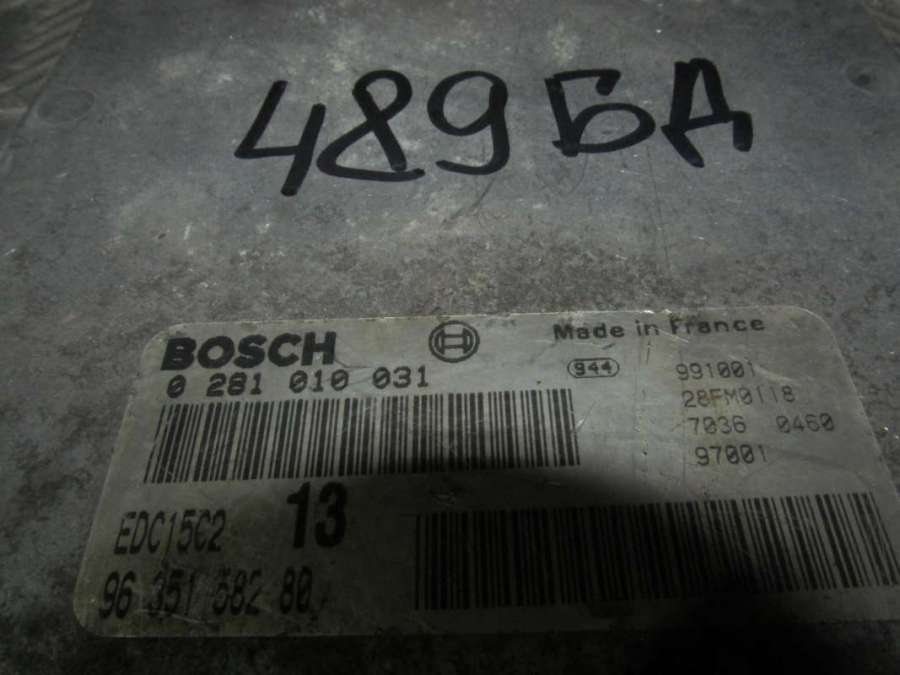 489БД
BOSCH
Made in France
0 281 010 031
944
991001
28FM0118
7036 0460
97001
EDC15C2
13
96 351 582 80